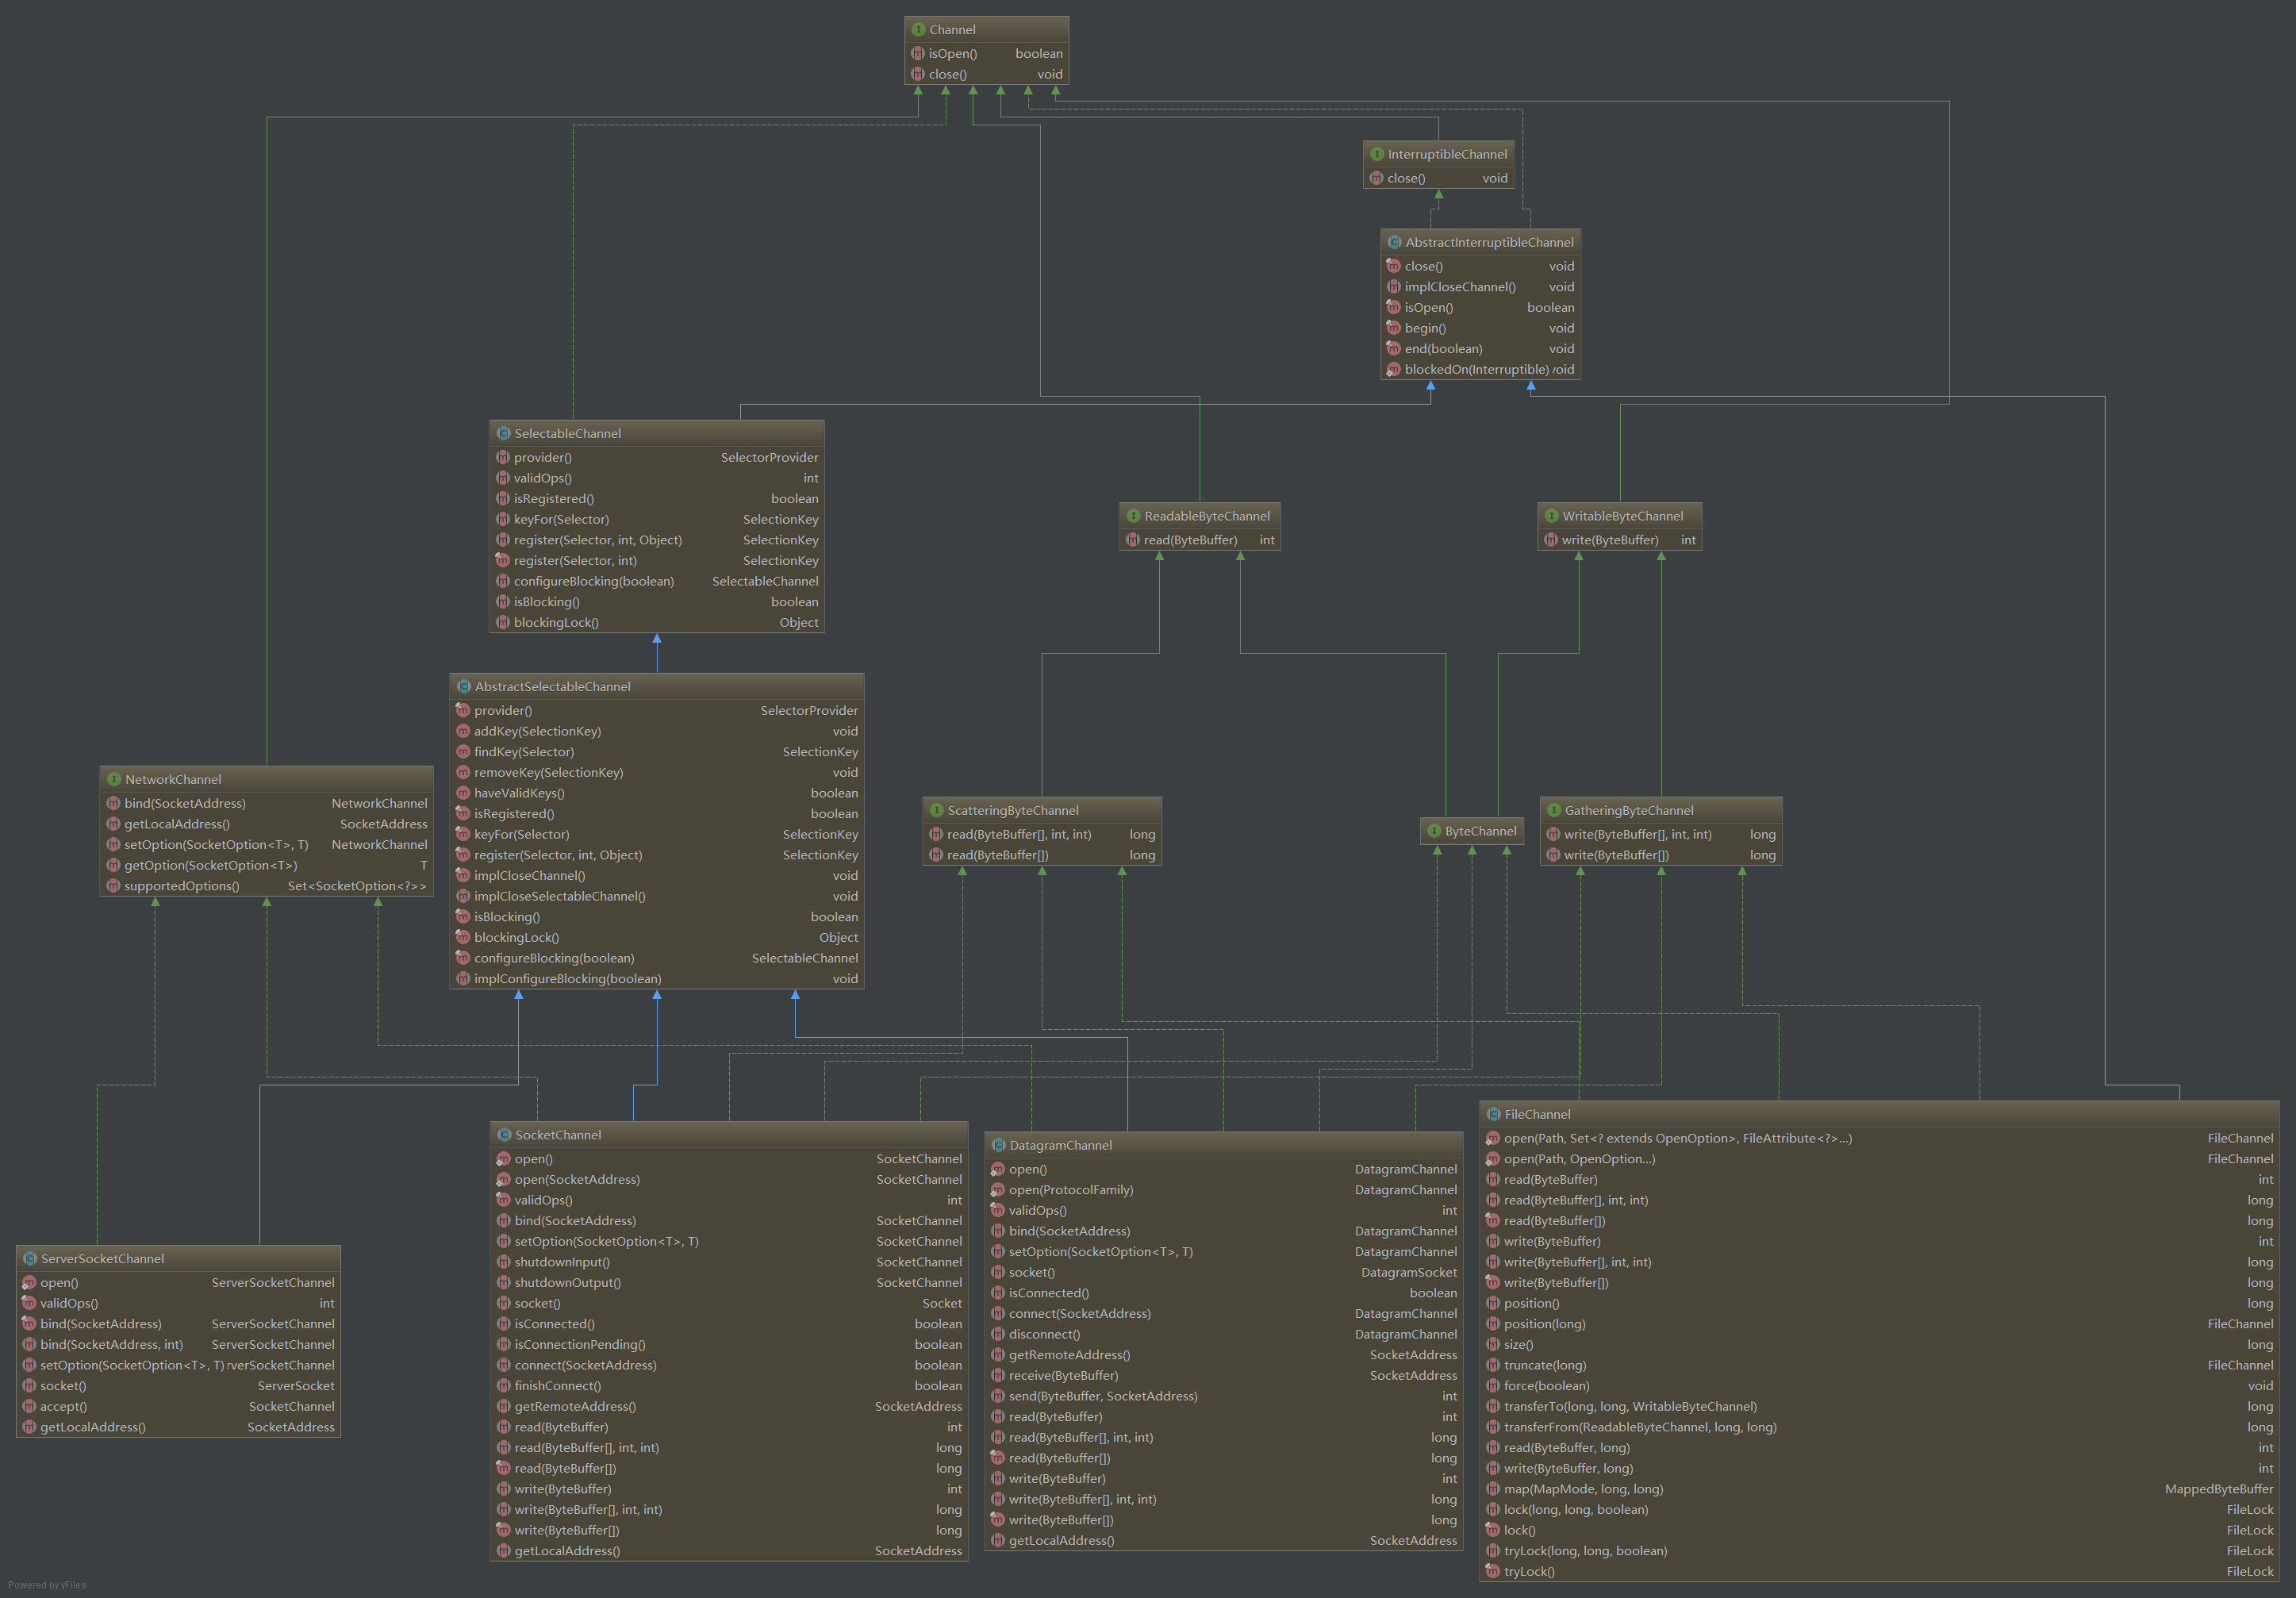 Channel
isOpen() boolean
close() void
InterruptibleChannel
close() void
AbstractInterruptibleChannel
close() void
implCloseChannel() void
isOpen() boolean
begin() void
end(boolean) void
blockedOn(Interruptible) void
SelectableChannel
provider() SelectorProvider
validOps() int
isRegistered() boolean
keyFor(Selector) SelectionKey
register(Selector, int, Object) SelectionKey
register(Selector, int) SelectionKey
configureBlocking(boolean) SelectableChannel
isBlocking() boolean
blockingLock() Object
ReadableByteChannel
read(ByteBuffer) int
WritableByteChannel
write(ByteBuffer) int
AbstractSelectableChannel
provider() SelectorProvider
addKey(SelectionKey) void
findKey(Selector) SelectionKey
removeKey(SelectionKey) void
haveValidKeys() boolean
isRegistered() boolean
keyFor(Selector) SelectionKey
register(Selector, int, Object) SelectionKey
implCloseChannel() void
implCloseSelectableChannel() void
isBlocking() boolean
blockingLock() Object
configureBlocking(boolean) SelectableChannel
implConfigureBlocking(boolean) void
NetworkChannel
bind(SocketAddress) NetworkChannel
getLocalAddress() SocketAddress
setOption(SocketOption<T>, T) NetworkChannel
getOption(SocketOption<T>) T
supportedOptions() Set<SocketOption<?>>
ScatteringByteChannel
read(ByteBuffer[], int, int) long
read(ByteBuffer[]) long
ByteChannel
GatheringByteChannel
write(ByteBuffer[], int, int) long
write(ByteBuffer[]) long
ServerSocketChannel
open() ServerSocketChannel
validOps() int
bind(SocketAddress) ServerSocketChannel
bind(SocketAddress, int) ServerSocketChannel
setOption(SocketOption<T>, T) rverSocketChannel
socket() ServerSocket
accept() SocketChannel
getLocalAddress() SocketAddress
SocketChannel
open() SocketChannel
open(SocketAddress) SocketChannel
validOps() int
bind(SocketAddress) SocketChannel
setOption(SocketOption<T>, T) SocketChannel
shutdownInput() SocketChannel
shutdownOutput() SocketChannel
socket() Socket
isConnected() boolean
isConnectionPending() boolean
connect(SocketAddress) boolean
finishConnect() boolean
getRemoteAddress() SocketAddress
read(ByteBuffer) int
read(ByteBuffer[], int, int) long
read(ByteBuffer[]) long
write(ByteBuffer) int
write(ByteBuffer[], int, int) long
write(ByteBuffer[]) long
getLocalAddress() SocketAddress
DatagramChannel
open() DatagramChannel
open(ProtocolFamily) DatagramChannel
validOps() int
bind(SocketAddress) DatagramChannel
setOption(SocketOption<T>, T) DatagramChannel
socket() DatagramSocket
isConnected() boolean
connect(SocketAddress) DatagramChannel
disconnect() DatagramChannel
getRemoteAddress() SocketAddress
receive(ByteBuffer) SocketAddress
send(ByteBuffer, SocketAddress) int
read(ByteBuffer) int
read(ByteBuffer[], int, int) long
read(ByteBuffer[]) long
write(ByteBuffer) int
write(ByteBuffer[], int, int) long
write(ByteBuffer[]) long
getLocalAddress() SocketAddress
FileChannel
open(Path, Set<? extends OpenOption>, FileAttribute<?>...) FileChannel
open(Path, OpenOption...) FileChannel
read(ByteBuffer) int
read(ByteBuffer[], int, int) long
read(ByteBuffer[]) long
write(ByteBuffer) int
write(ByteBuffer[], int, int) long
write(ByteBuffer[]) long
position() long
position(long) FileChannel
size() long
truncate(long) FileChannel
force(boolean) void
transferTo(long, long, WritableByteChannel) long
transferFrom(ReadableByteChannel, long, long) long
read(ByteBuffer, long) int
write(ByteBuffer, long) int
map(MapMode, long, long) MappedByteBuffer
lock(long, long, boolean) FileLock
lock() FileLock
tryLock(long, long, boolean) FileLock
tryLock() FileLock
Powered by yFiles